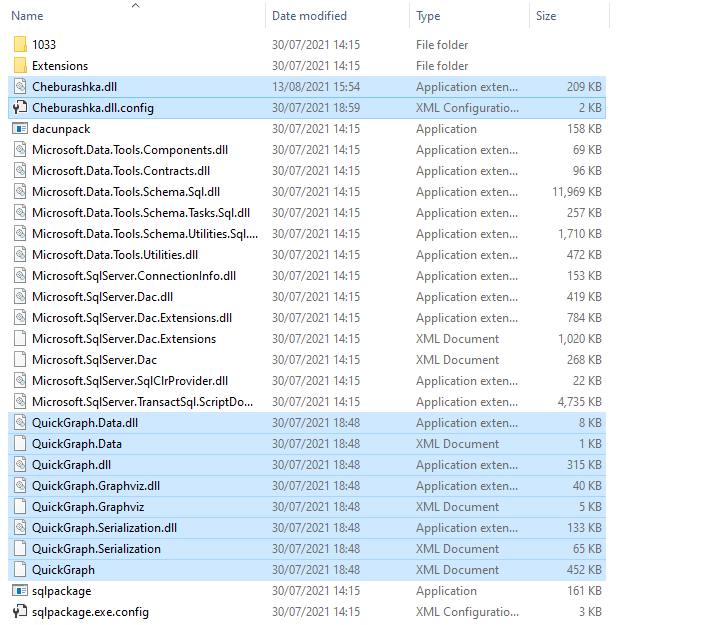 Name Date modified Type Size
1033 30/07/2021 14:15 File folder
Extensions 30/07/2021 14:15 File folder
Cheburashka.dll 13/08/2021 15:54 Application exten... 209 KB
Cheburashka.dll.config 30/07/2021 18:59 XML Configuratio... 2 KB
dacunpack 30/07/2021 14:15 Application 158 KB
Microsoft.Data.Tools.Components.dll 30/07/2021 14:15 Application exten... 69 KB
Microsoft.Data.Tools.Contracts.dll 30/07/2021 14:15 Application exten... 96 KB
Microsoft.Data.Tools.Schema.Sql.dll 30/07/2021 14:15 Application exten... 11,969 KB
Microsoft.Data.Tools.Schema.Tasks.Sql.dll 30/07/2021 14:15 Application exten... 257 KB
Microsoft.Data.Tools.Schema.Utilities.Sql.... 30/07/2021 14:15 Application exten... 1,710 KB
Microsoft.Data.Tools.Utilities.dll 30/07/2021 14:15 Application exten... 472 KB
Microsoft.SqlServer.ConnectionInfo.dll 30/07/2021 14:15 Application exten... 153 KB
Microsoft.SqlServer.Dac.dll 30/07/2021 14:15 Application exten... 419 KB
Microsoft.SqlServer.Dac.Extensions.dll 30/07/2021 14:15 Application exten... 784 KB
Microsoft.SqlServer.Dac.Extensions 30/07/2021 14:15 XML Document 1,020 KB
Microsoft.SqlServer.Dac 30/07/2021 14:15 XML Document 268 KB
Microsoft.SqlServer.SqlClrProvider.dll 30/07/2021 14:15 Application exten... 22 KB
Microsoft.SqlServer.TransactSql.ScriptDo... 30/07/2021 14:15 Application exten... 4,735 KB
QuickGraph.Data.dll 30/07/2021 18:48 Application exten... 8 KB
QuickGraph.Data 30/07/2021 18:48 XML Document 1 KB
QuickGraph.dll 30/07/2021 18:48 Application exten... 315 KB
QuickGraph.Graphviz.dll 30/07/2021 18:48 Application exten... 40 KB
QuickGraph.Graphviz 30/07/2021 18:48 XML Document 5 KB
QuickGraph.Serialization.dll 30/07/2021 18:48 Application exten... 133 KB
QuickGraph.Serialization 30/07/2021 18:48 XML Document 65 KB
QuickGraph 30/07/2021 18:48 XML Document 452 KB
sqlpackage 30/07/2021 14:15 Application 161 KB
sqlpackage.exe.config 30/07/2021 14:15 XML Configuratio... 3 KB